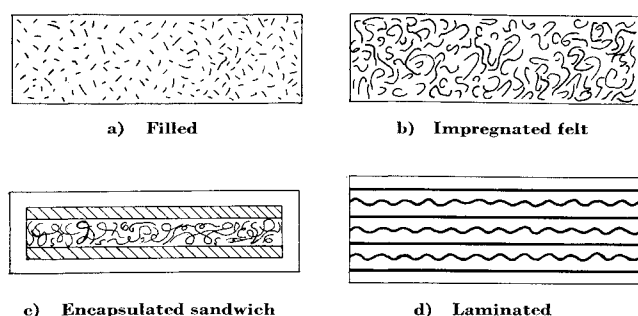 a) Filled
b) Impregnated felt
c) Encapsulated sandwich
d) Laminated